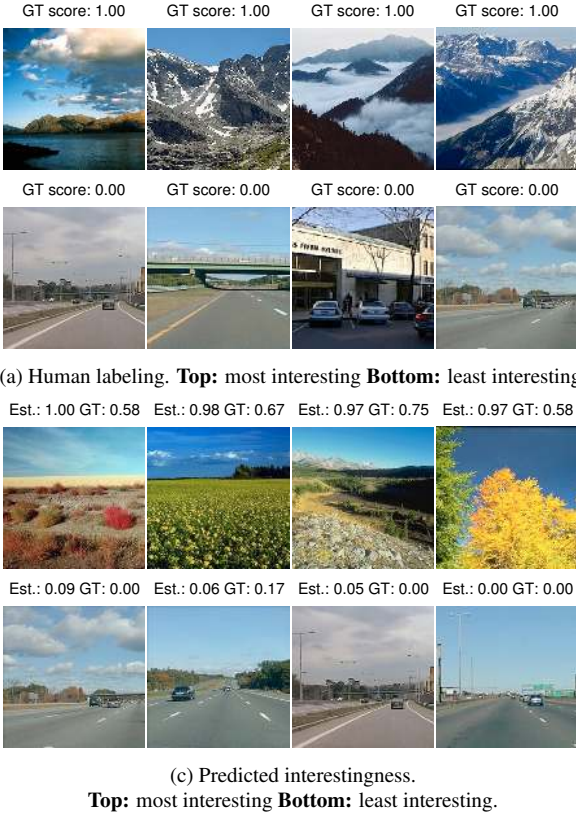 GT score: 1.00 GT score: 1.00 GT score: 1.00 GT score: 1.00
GT score: 0.00 GT score: 0.00 GT score: 0.00 GT score: 0.00
(a) Human labeling. Top: most interesting Bottom: least interesting
Est.: 1.00 GT: 0.58 Est.: 0.98 GT: 0.67 Est.: 0.97 GT: 0.75 Est.: 0.97 GT: 0.58
Est.: 0.09 GT: 0.00 Est.: 0.06 GT: 0.17 Est.: 0.05 GT: 0.00 Est.: 0.00 GT: 0.00
(c) Predicted interestingness.
Top: most interesting Bottom: least interesting.